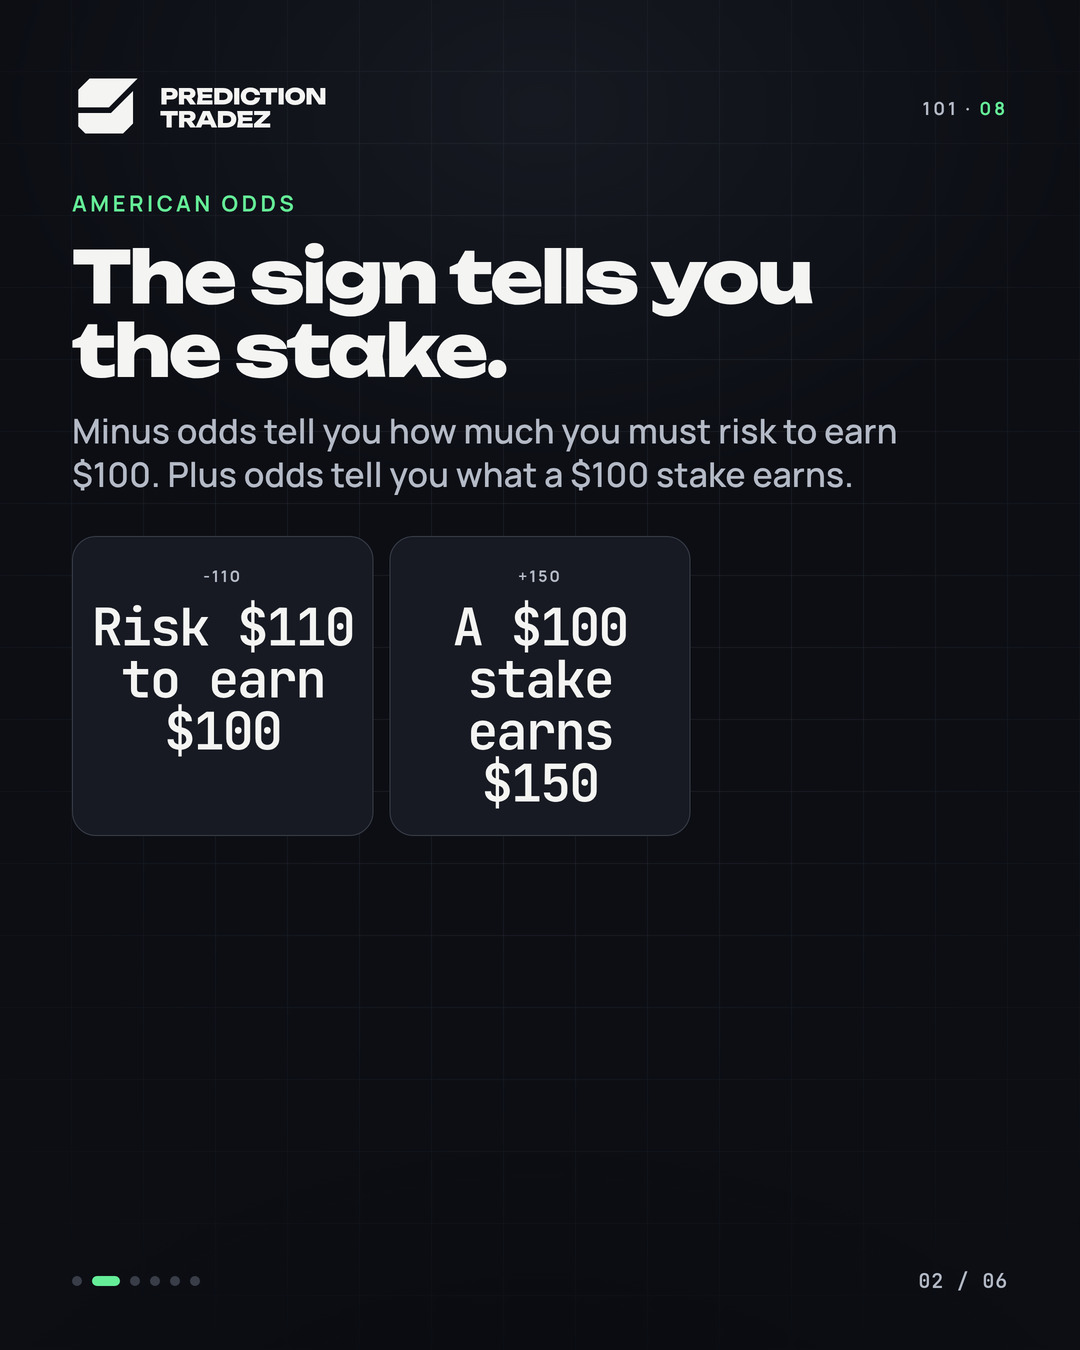 PREDICTION
TRADEZ
101 · 08
AMERICAN ODDS
The sign tells you
the stake.
Minus odds tell you how much you must risk to earn
$100. Plus odds tell you what a $100 stake earns.
-110
Risk $110
to earn
$100
+150
A $100
stake
earns
$150
02 / 06